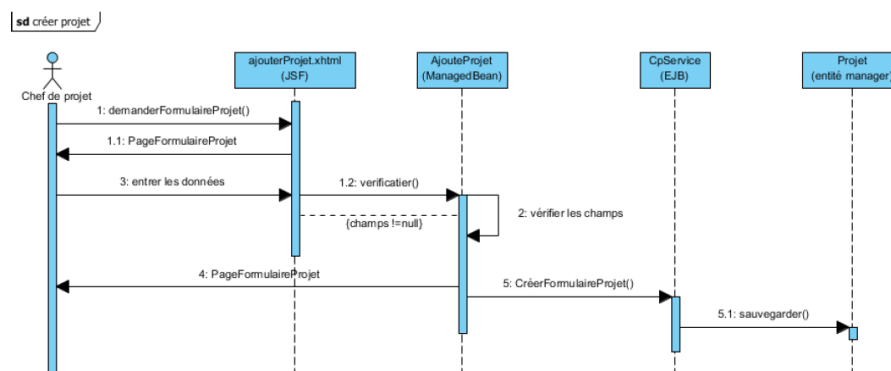 sd créer projet
ajouterProjet.xhtml
(JSF)
AjouteProjet
(ManagedBean)
CpService
(EJB)
Projet
(entité manager)
Chef de projet
1: demanderFormulaireProjet()
1.1: PageFormulaireProjet
3: entrer les données
1.2: verificatier()
2: vérifier les champs
{champs !=null}
4: PageFormulaireProjet
5: CréerFormulaireProjet()
5.1: sauvegarder()